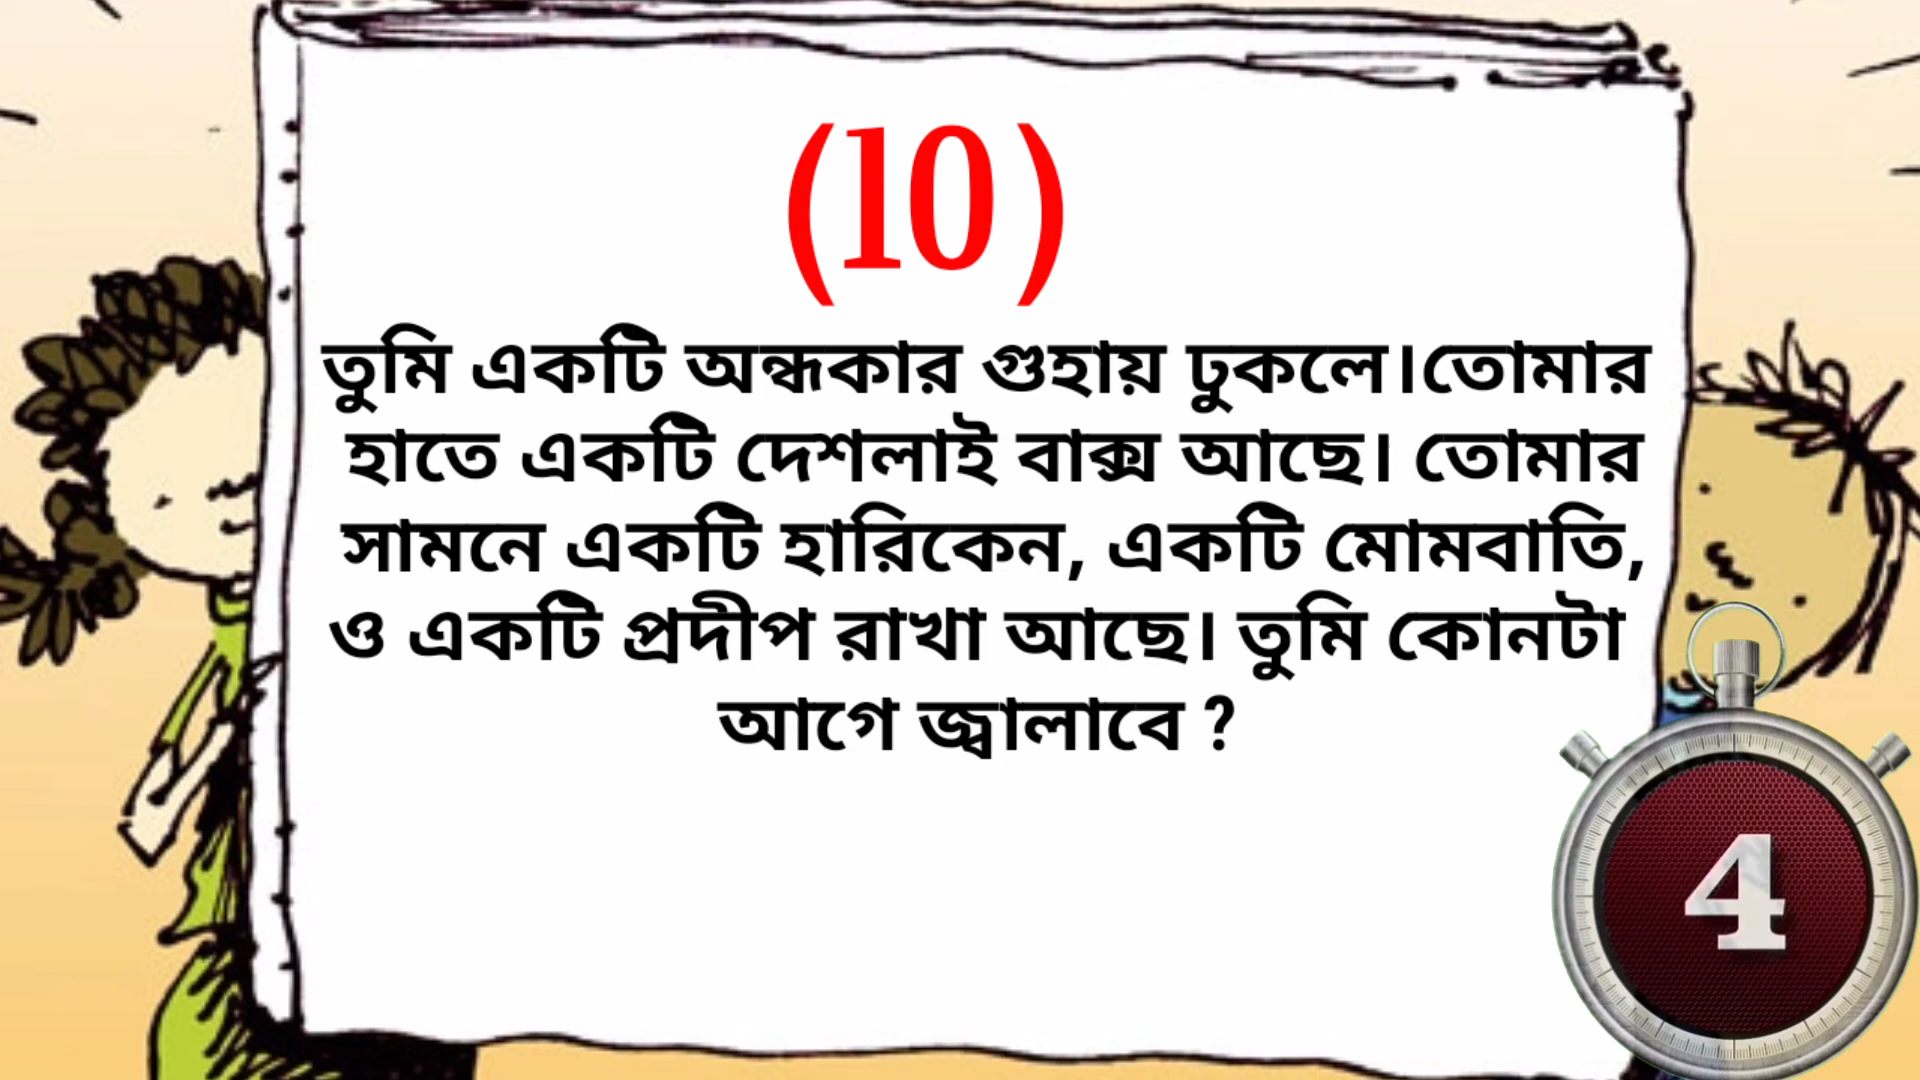 (10)
তুমি একটি অন্ধকার গুহায় ঢুকলে।তোমার
হাতে একটি দেশলাই বাক্স আছে। তোমার
সামনে একটি হারিকেন, একটি মোমবাতি,
ও একটি প্রদীপ রাখা আছে। তুমি কোনটা
আগে জ্বালাবে ?
4